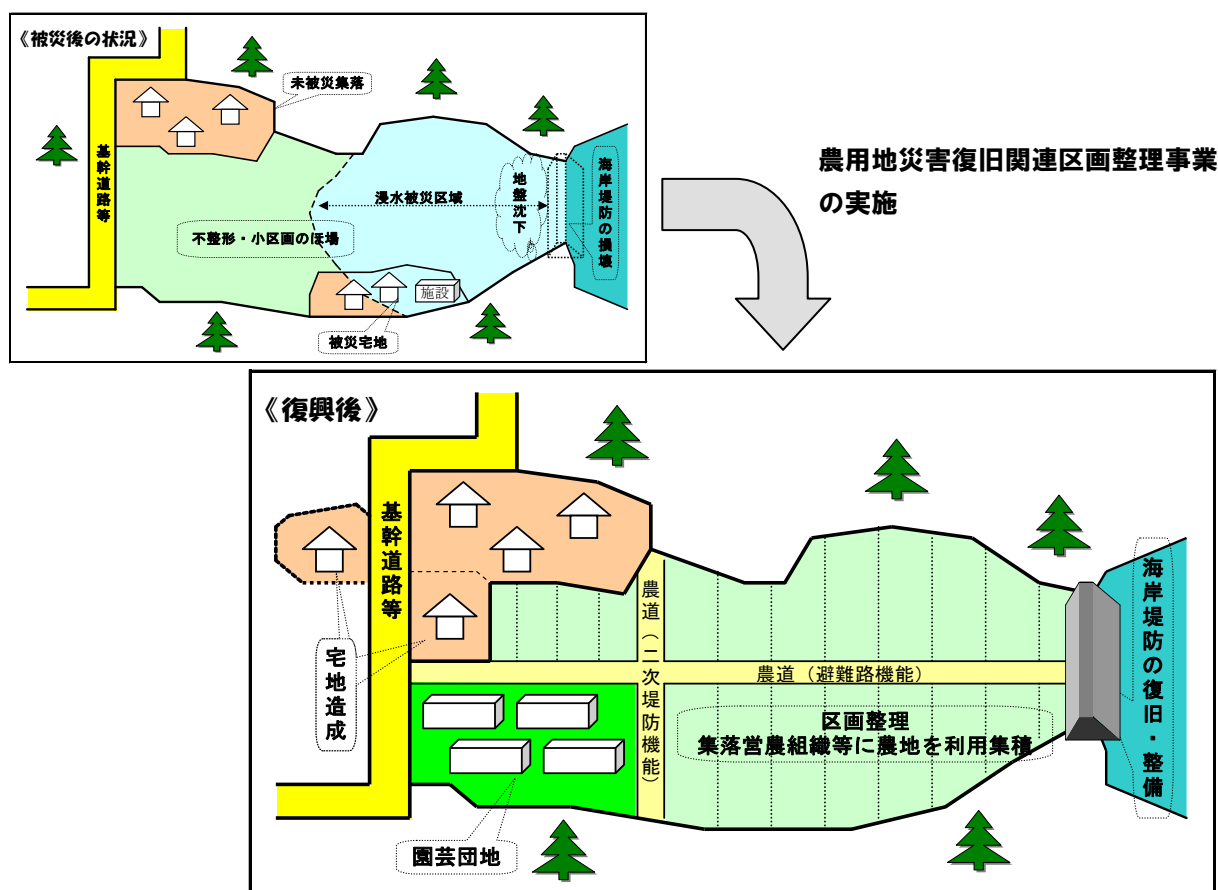 《被災後の状況》
未被災集落
基幹道路等
浸水被災区域
地盤沈下
海岸堤防の損壊
不整形・小区画のほ場
施設
被災宅地
農用地災害復旧関連区画整理事業
の実施
《復興後》
基幹道路等
宅地造成
農道（二次堤防機能）
農道（避難路機能）
区画整理
集落営農組織等に農地を利用集積
海岸堤防の復旧・整備
園芸団地